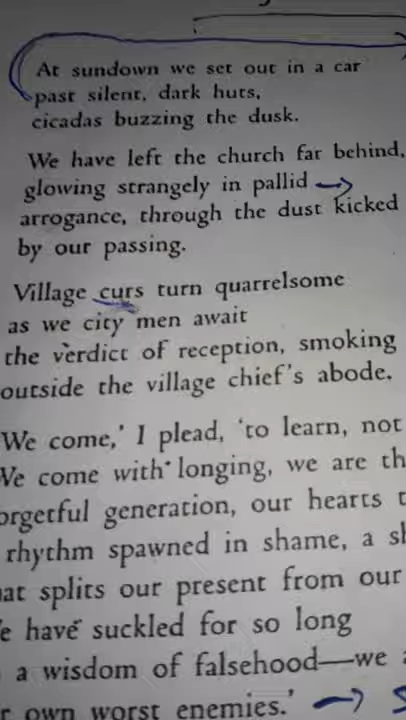 At sundown we set out in a car
past silent, dark huts,
cicadas buzzing the dusk.
We have left the church far behind,
glowing strangely in pallid
arrogance, through the dust kicked
by our passing.
Village curs turn quarrelsome
as we city men await
the verdict of reception, smoking
outside the village chief's abode.
'We come,' I plead, 'to learn, not
We come with longing, we are th
orgetful generation, our hearts t
rhythm spawned in shame, a sh
at splits our present from our
e have suckled for so long
a wisdom of falsehood—we a
r own worst enemies.'